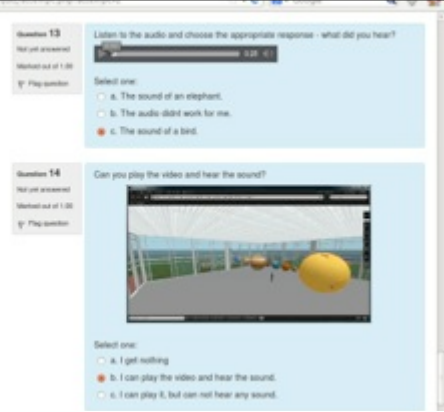 Question 13
Not yet answered
Marked out of 1.00
Flag question
Listen to the audio and choose the appropriate response - what did you hear?
0:28
Select one:
a. The sound of an elephant.
b. The audio didnt work for me.
c. The sound of a bird.
Question 14
Not yet answered
Marked out of 1.00
Flag question
Can you play the video and hear the sound?
Select one:
a. I get nothing
b. I can play the video and hear the sound.
c. I can play it, but can not hear any sound.